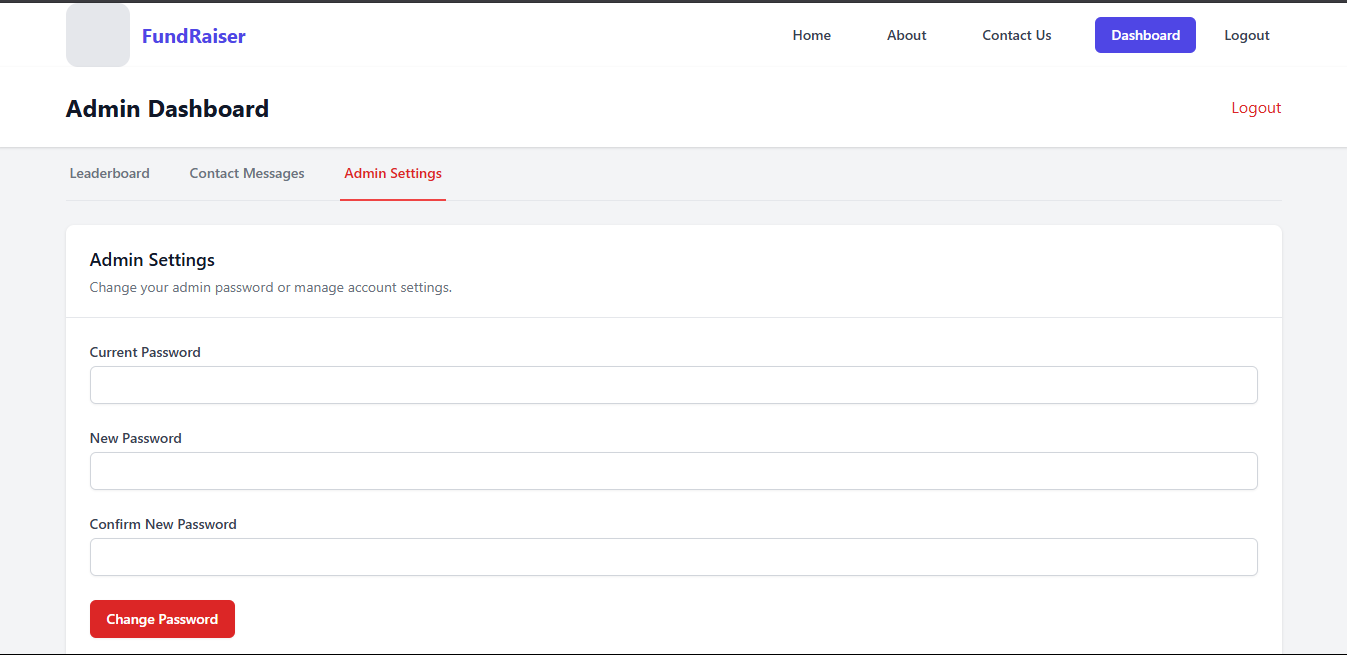 FundRaiser Home About Contact Us Dashboard Logout
Admin Dashboard Logout
Leaderboard Contact Messages Admin Settings
Admin Settings
Change your admin password or manage account settings.
Current Password
New Password
Confirm New Password
Change Password